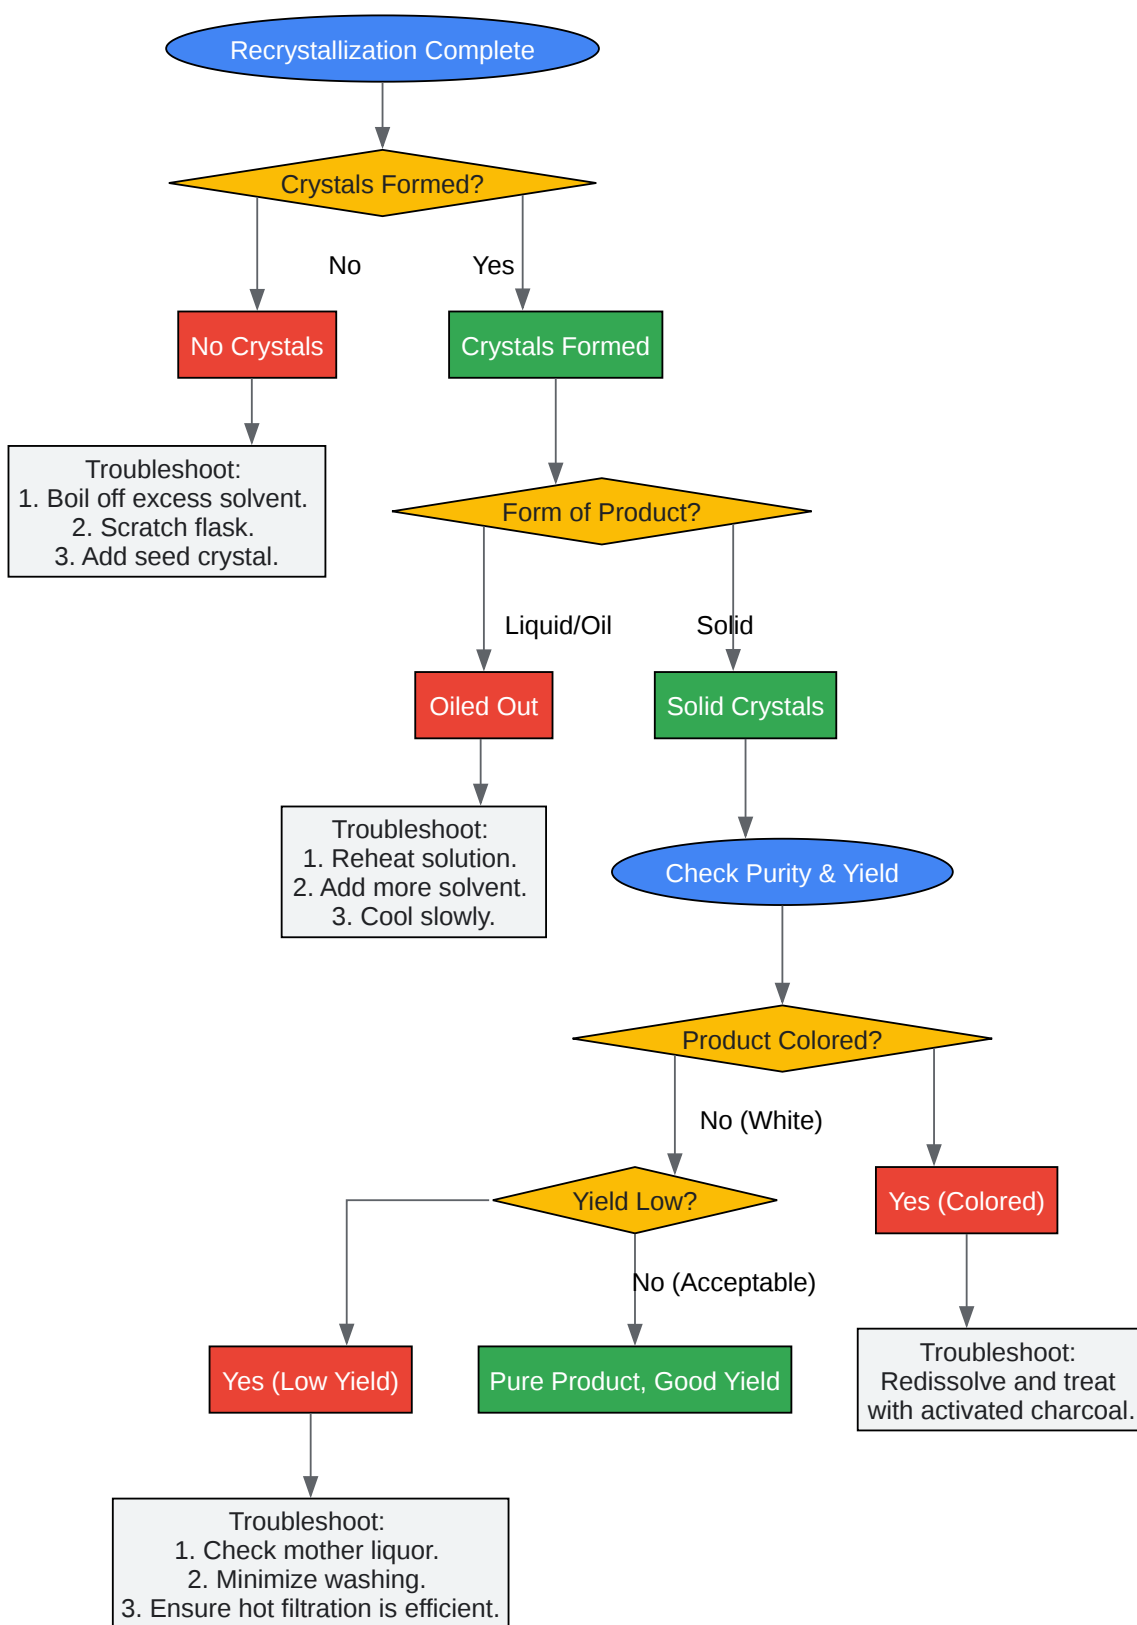 Recrystallization Complete
Crystals Formed?
No
Yes
No Crystals
Crystals Formed
Troubleshoot:
1. Boil off excess solvent.
2. Scratch flask.
3. Add seed crystal.
Form of Product?
Liquid/Oil
Solid
Oiled Out
Solid Crystals
Troubleshoot:
1. Reheat solution.
2. Add more solvent.
3. Cool slowly.
Check Purity & Yield
Product Colored?
No (White)
Yield Low?
Yes (Colored)
No (Acceptable)
Yes (Low Yield)
Pure Product, Good Yield
Troubleshoot:
Redissolve and treat
with activated charcoal.
Troubleshoot:
1. Check mother liquor.
2. Minimize washing.
3. Ensure hot filtration is efficient.